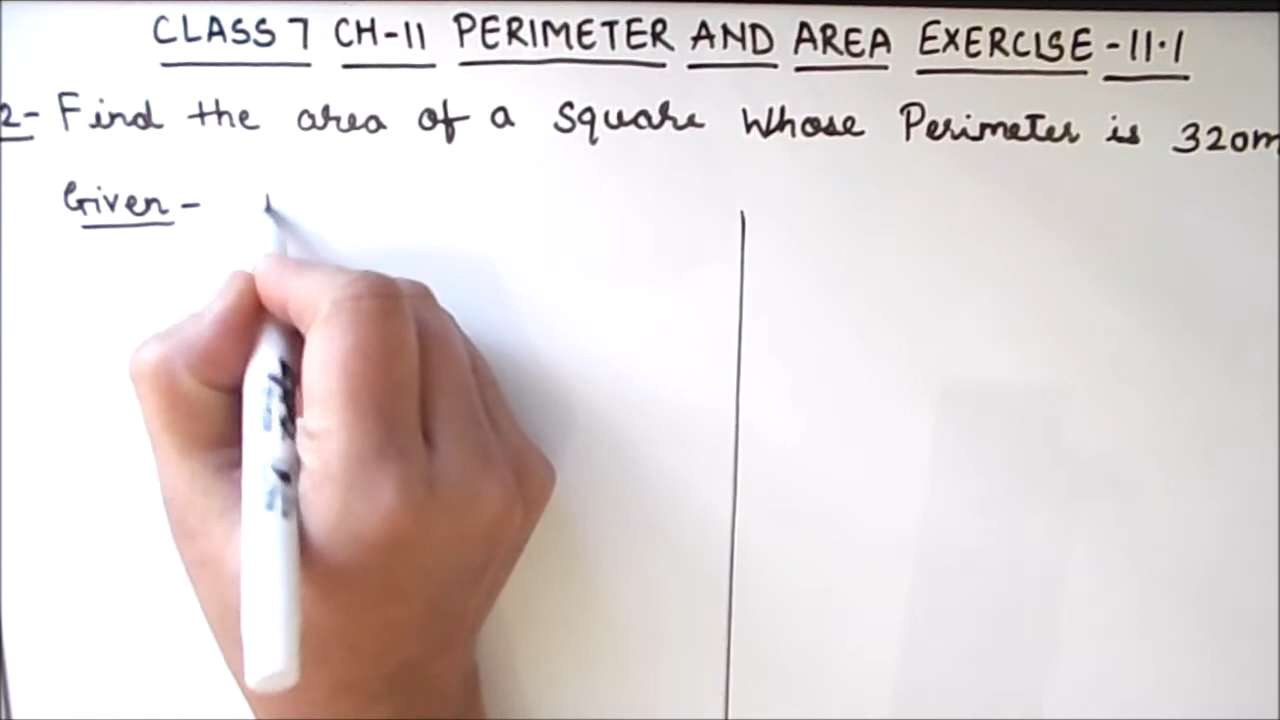 CLASS 7 CH-11 PERIMETER AND AREA EXERCISE-11.1
2- Find the area of a square whose Perimeter is 320m
Given -